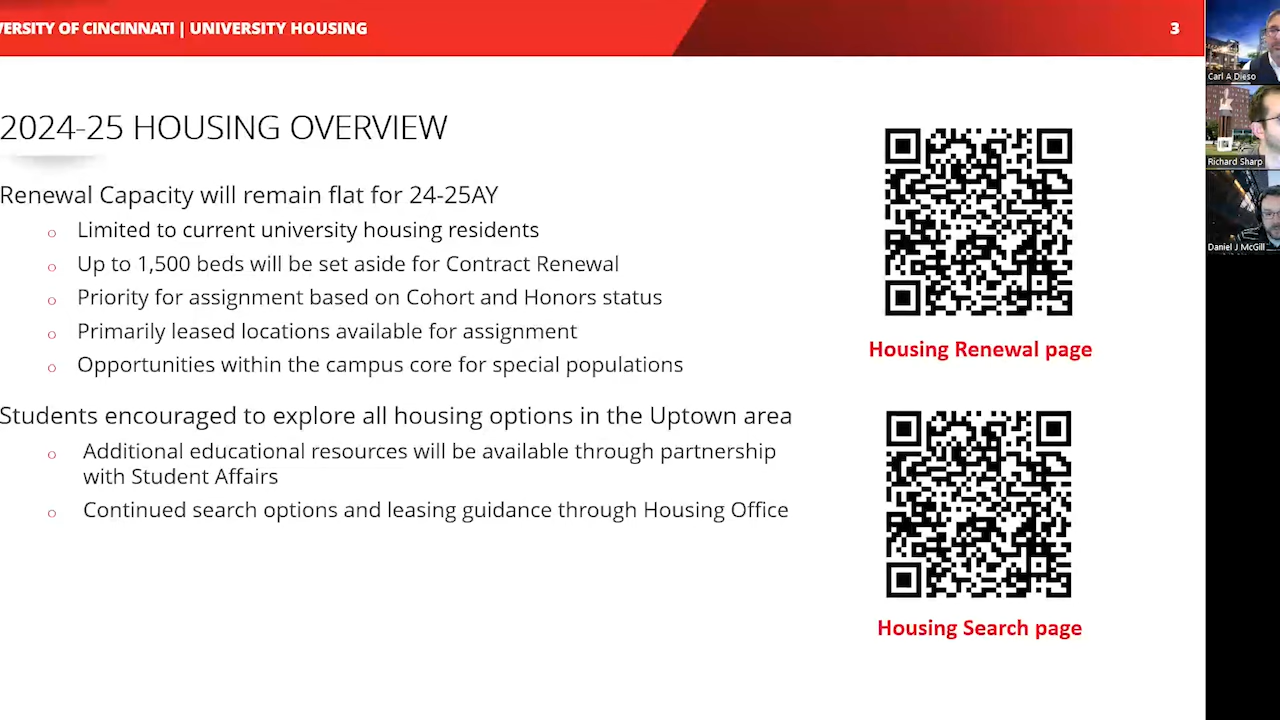 VERSITY OF CINCINNATI | UNIVERSITY HOUSING
3
2024-25 HOUSING OVERVIEW
Renewal Capacity will remain flat for 24-25AY
Limited to current university housing residents
Up to 1,500 beds will be set aside for Contract Renewal
Priority for assignment based on Cohort and Honors status
Primarily leased locations available for assignment
Opportunities within the campus core for special populations
Students encouraged to explore all housing options in the Uptown area
Additional educational resources will be available through partnership
with Student Affairs
Continued search options and leasing guidance through Housing Office
Housing Renewal page
Housing Search page
Carl A Dieso
Richard Sharp
Daniel J McGill